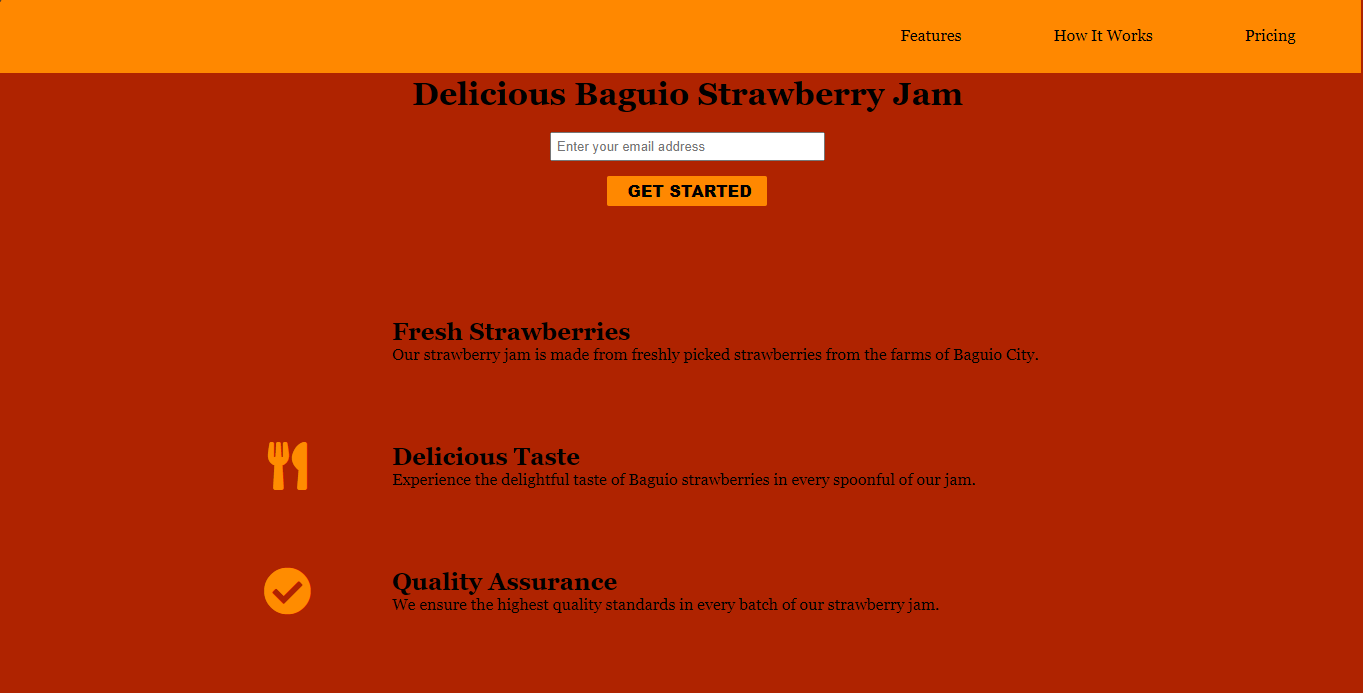 Features How It Works Pricing
Delicious Baguio Strawberry Jam
Enter your email address
GET STARTED
Fresh Strawberries
Our strawberry jam is made from freshly picked strawberries from the farms of Baguio City.
Delicious Taste
Experience the delightful taste of Baguio strawberries in every spoonful of our jam.
Quality Assurance
We ensure the highest quality standards in every batch of our strawberry jam.